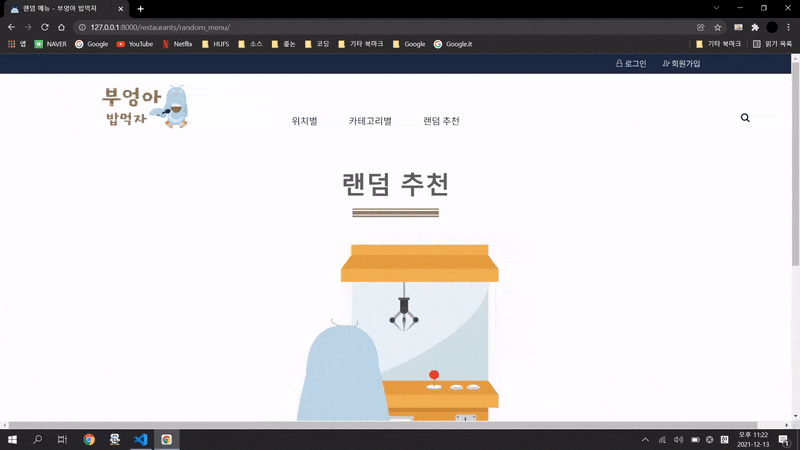 랜덤 메뉴 - 부엉아 밥먹자
127.0.0.1:8000/restaurants/random_menu/
앱 NAVER Google YouTube Netflix HUFS 소스 졸논 코딩 기타 북마크 Google Google.It 기타 북마크 읽기 목록
로그인 회원가입
부엉아
밥먹자
위치별 카테고리별 랜덤 추천
랜덤 추천
오후 11:22
2021-12-13